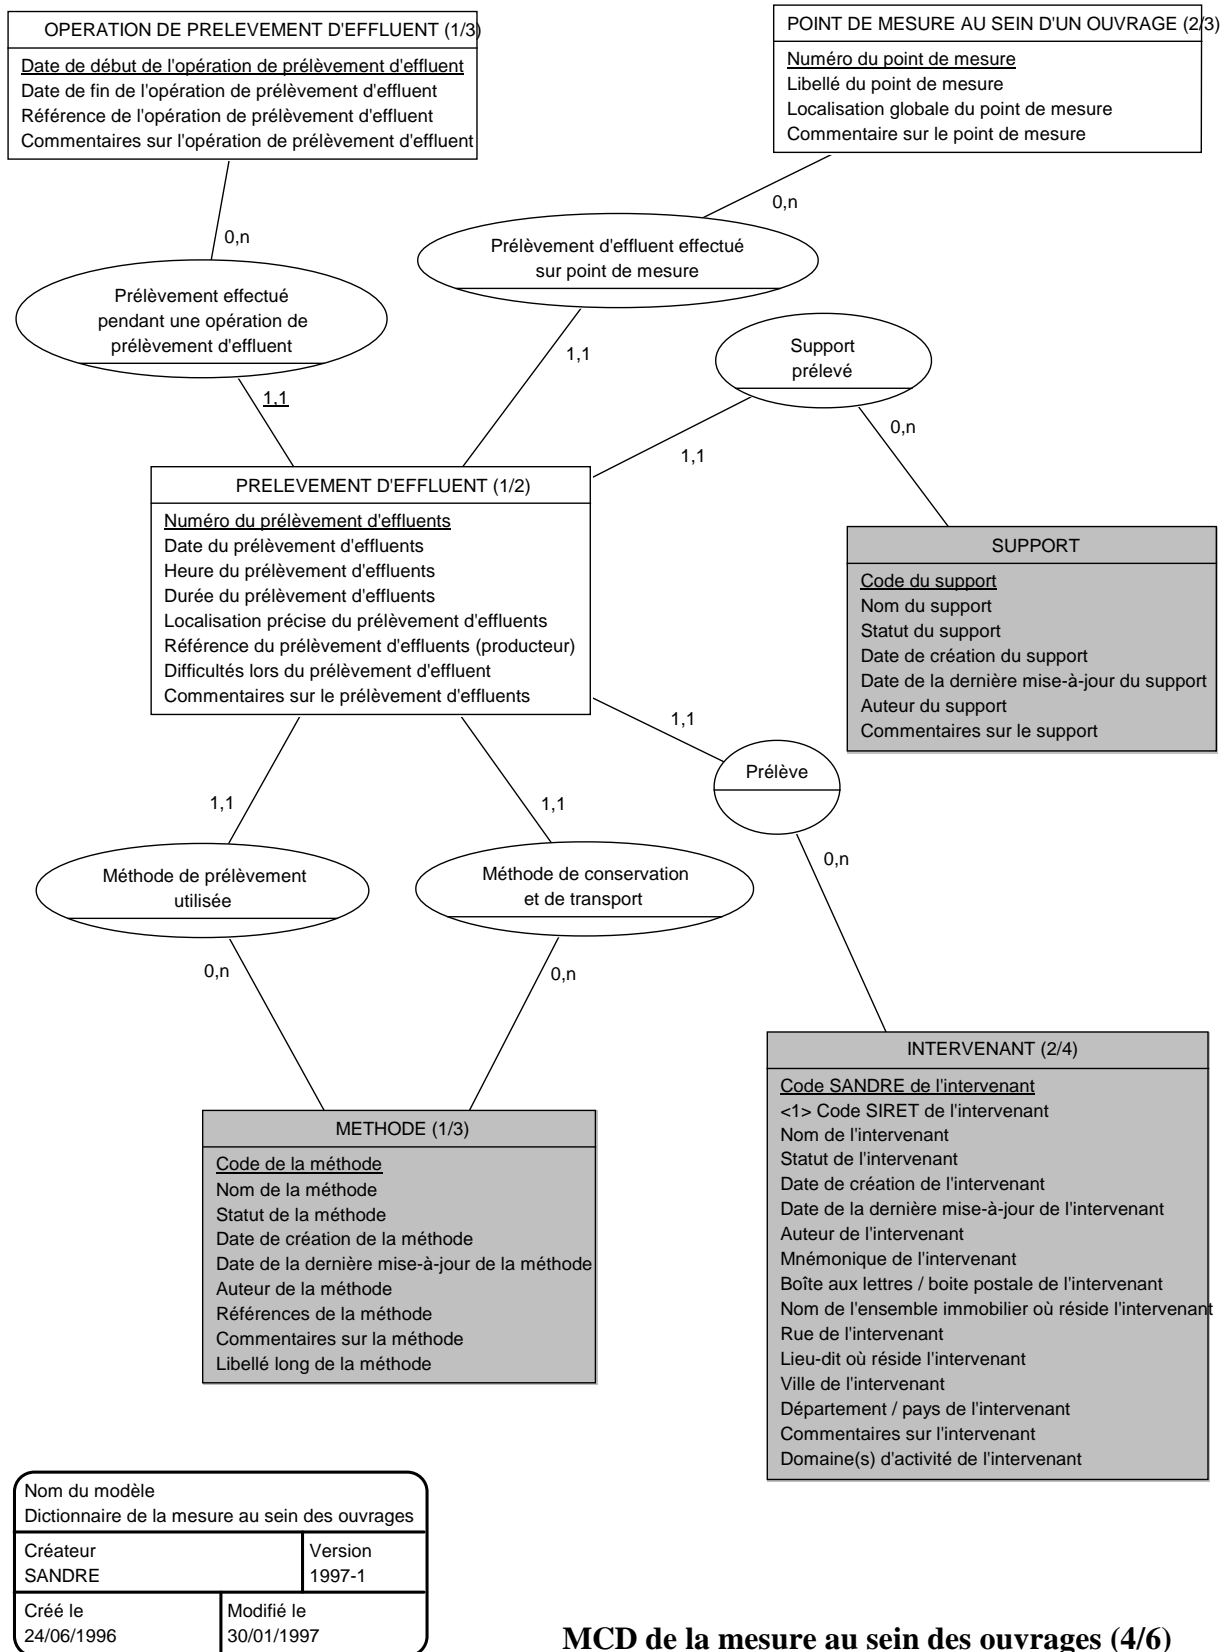 OPERATION DE PRELEVEMENT D'EFFLUENT (1/3)
Date de début de l'opération de prélèvement d'effluent
Date de fin de l'opération de prélèvement d'effluent
Référence de l'opération de prélèvement d'effluent
Commentaires sur l'opération de prélèvement d'effluent
POINT DE MESURE AU SEIN D'UN OUVRAGE (2/3)
Numéro du point de mesure
Libellé du point de mesure
Localisation globale du point de mesure
Commentaire sur le point de mesure
0,n
0,n
Prélèvement effectué
pendant une opération de
prélèvement d'effluent
Prélèvement d'effluent effectué
sur point de mesure
Support
prélevé
1,1
1,1
1,1
0,n
PRELEVEMENT D'EFFLUENT (1/2)
Numéro du prélèvement d'effluents
Date du prélèvement d'effluents
Heure du prélèvement d'effluents
Durée du prélèvement d'effluents
Localisation précise du prélèvement d'effluents
Référence du prélèvement d'effluents (producteur)
Difficultés lors du prélèvement d'effluent
Commentaires sur le prélèvement d'effluents
SUPPORT
Code du support
Nom du support
Statut du support
Date de création du support
Date de la dernière mise-à-jour du support
Auteur du support
Commentaires sur le support
1,1
1,1
1,1
Prélève
0,n
Méthode de prélèvement
utilisée
Méthode de conservation
et de transport
0,n
0,n
METHODE (1/3)
Code de la méthode
Nom de la méthode
Statut de la méthode
Date de création de la méthode
Date de la dernière mise-à-jour de la méthode
Auteur de la méthode
Références de la méthode
Commentaires sur la méthode
Libellé long de la méthode
INTERVENANT (2/4)
Code SANDRE de l'intervenant
<1> Code SIRET de l'intervenant
Nom de l'intervenant
Statut de l'intervenant
Date de création de l'intervenant
Date de la dernière mise-à-jour de l'intervenant
Auteur de l'intervenant
Mnémonique de l'intervenant
Boîte aux lettres / boite postale de l'intervenant
Nom de l'ensemble immobilier où réside l'intervenant
Rue de l'intervenant
Lieu-dit où réside l'intervenant
Ville de l'intervenant
Département / pays de l'intervenant
Commentaires sur l'intervenant
Domaine(s) d'activité de l'intervenant
Nom du modèle
Dictionnaire de la mesure au sein des ouvrages
Créateur
SANDRE
Version
1997-1
Créé le
24/06/1996
Modifié le
30/01/1997
MCD de la mesure au sein des ouvrages (4/6)